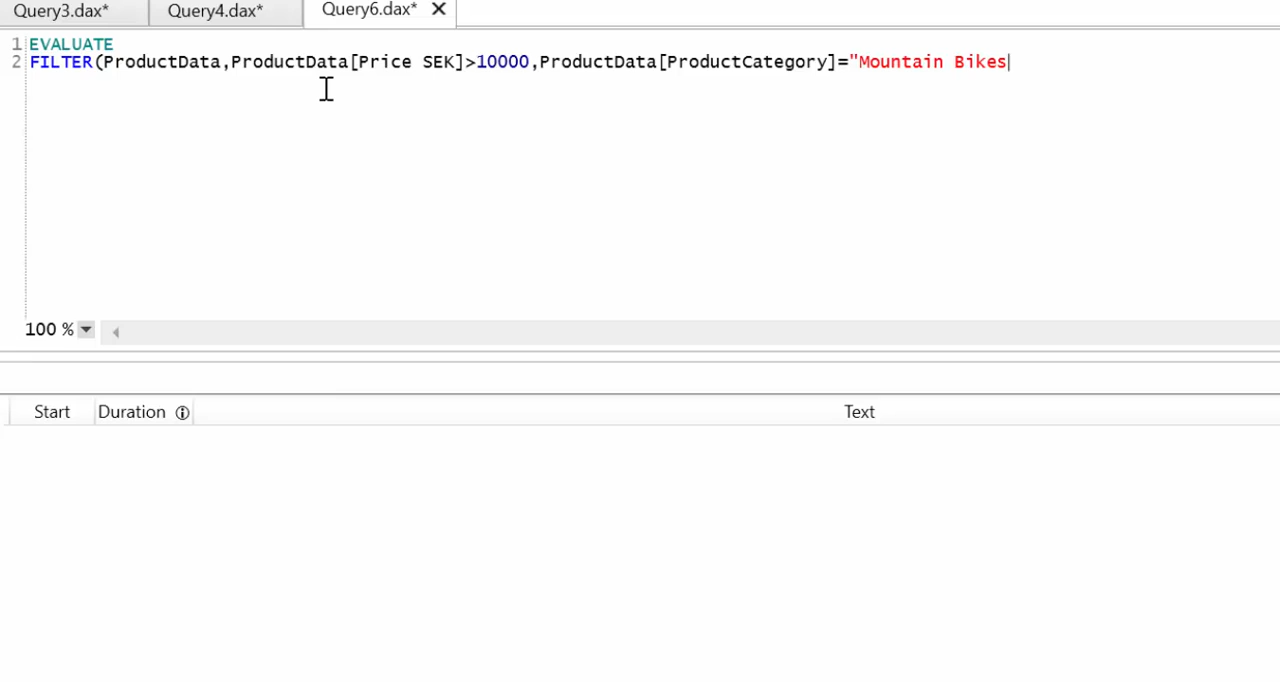 Query3.dax* Query4.dax* Query6.dax*
1 EVALUATE
2 FILTER(ProductData,ProductData[Price SEK]>10000,ProductData[ProductCategory]="Mountain Bikes
100 %
Start Duration Text